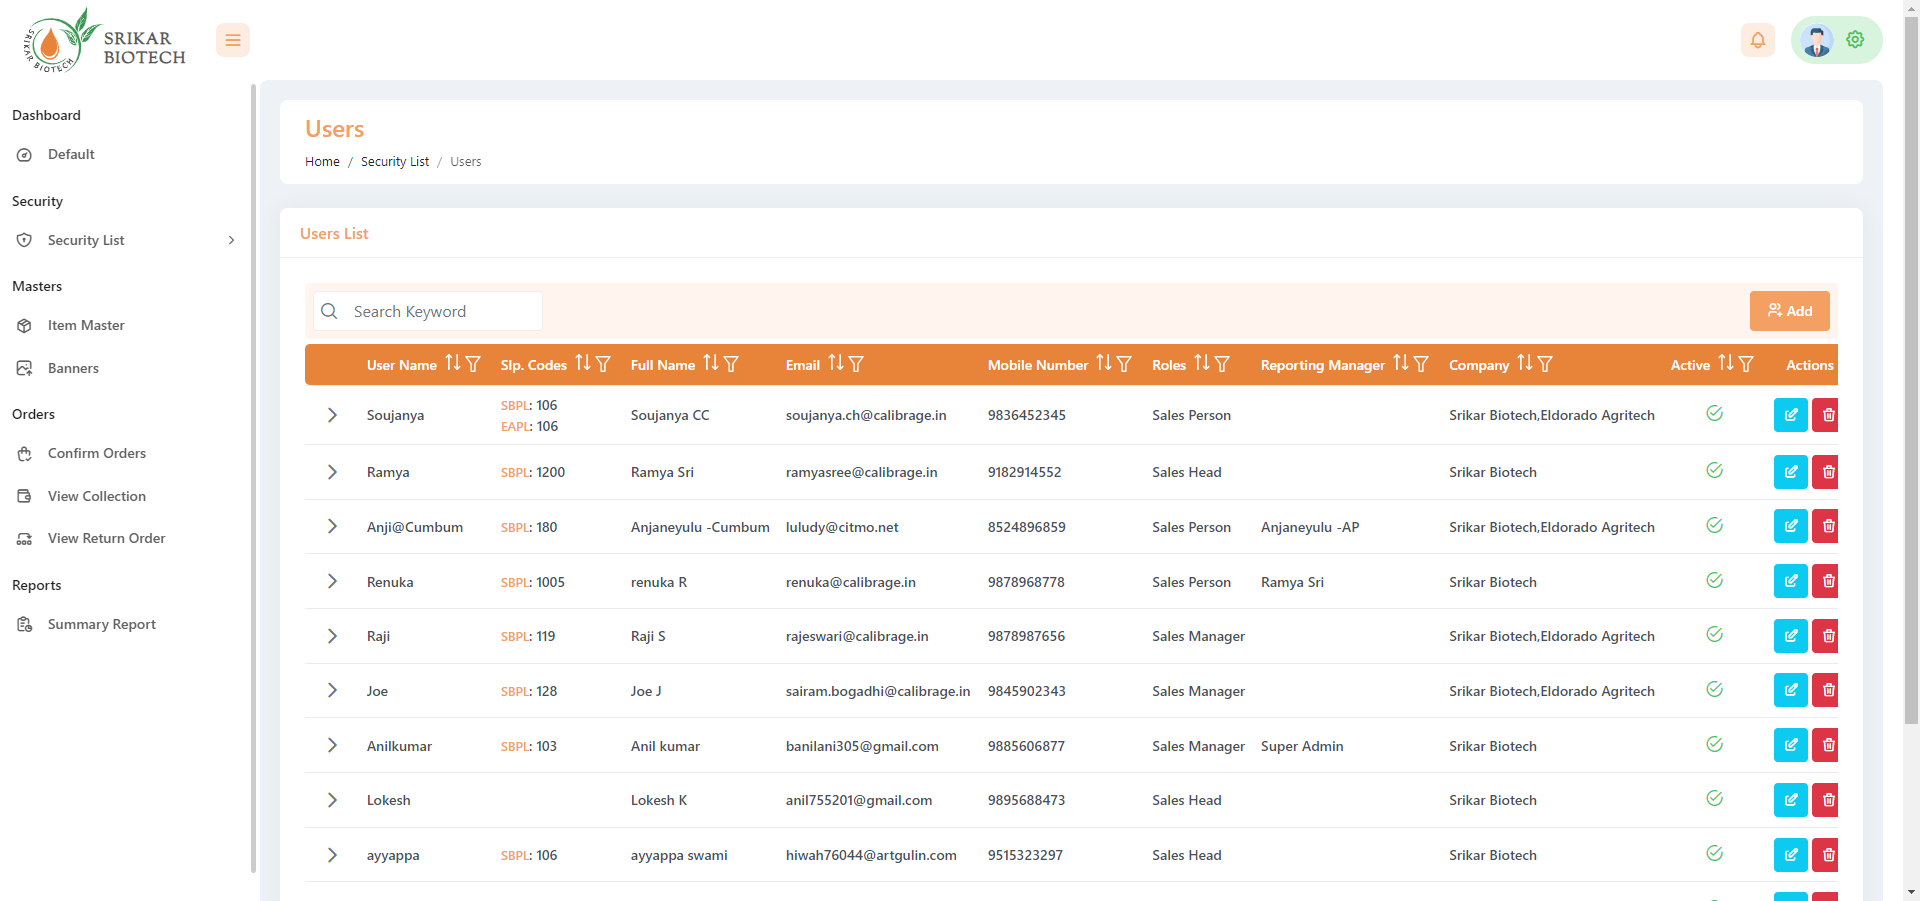 SRIKAR BIOTECH
SRIKAR
BIOTECH
Dashboard
Default
Security
Security List
Masters
Item Master
Banners
Orders
Confirm Orders
View Collection
View Return Order
Reports
Summary Report
Users
Home / Security List / Users
Users List
Search Keyword
Add
User Name Slp. Codes Full Name Email Mobile Number Roles Reporting Manager Company Active Actions
Soujanya SBPL: 106 EAPL: 106 Soujanya CC soujanya.ch@calibrage.in 9836452345 Sales Person Srikar Biotech,Eldorado Agritech
Ramya SBPL: 1200 Ramya Sri ramyasree@calibrage.in 9182914552 Sales Head Srikar Biotech
Anji@Cumbum SBPL: 180 Anjaneyulu -Cumbum luludy@citmo.net 8524896859 Sales Person Anjaneyulu -AP Srikar Biotech,Eldorado Agritech
Renuka SBPL: 1005 renuka R renuka@calibrage.in 9878968778 Sales Person Ramya Sri Srikar Biotech
Raji SBPL: 119 Raji S rajeswari@calibrage.in 9878987656 Sales Manager Srikar Biotech,Eldorado Agritech
Joe SBPL: 128 Joe J sairam.bogadhi@calibrage.in 9845902343 Sales Manager Srikar Biotech,Eldorado Agritech
Anilkumar SBPL: 103 Anil kumar banilani305@gmail.com 9885606877 Sales Manager Super Admin Srikar Biotech
Lokesh Lokesh K anil755201@gmail.com 9895688473 Sales Head Srikar Biotech
ayyappa SBPL: 106 ayyappa swami hiwah76044@artgulin.com 9515323297 Sales Head Srikar Biotech